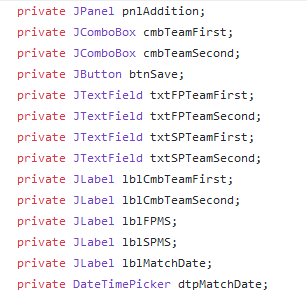 private JPanel pnlAddition;
private JComboBox cmbTeamFirst;
private JComboBox cmbTeamSecond;
private JButton btnSave;
private JTextField txtFPTeamFirst;
private JTextField txtFPTeamSecond;
private JTextField txtSPTeamFirst;
private JTextField txtSPTeamSecond;
private JLabel lblCmbTeamFirst;
private JLabel lblCmbTeamSecond;
private JLabel lblFPMS;
private JLabel lblSPMS;
private JLabel lblMatchDate;
private DateTimePicker dtpMatchDate;